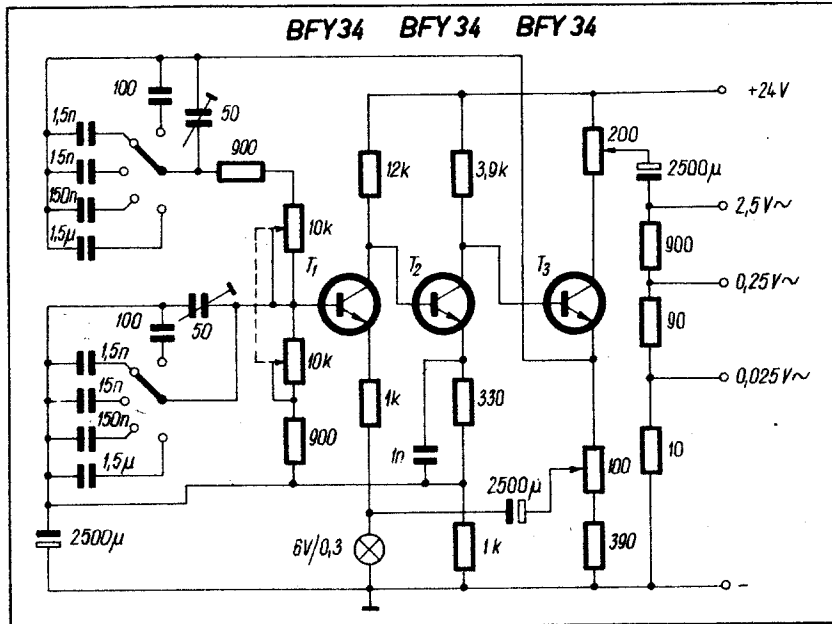 BFY34 BFY34 BFY34
100
50
1,5n
15n
150n
1,5µ
900
10k
12k
3,9k
200
+24V
2500µ
2,5V~
900
0,25V~
90
0,025V~
10
T1
T2
T3
100
50
1,5n
15n
150n
1,5µ
10k
900
1k
330
1n
2500µ
100
2500µ
6V/0,3
1k
390
-